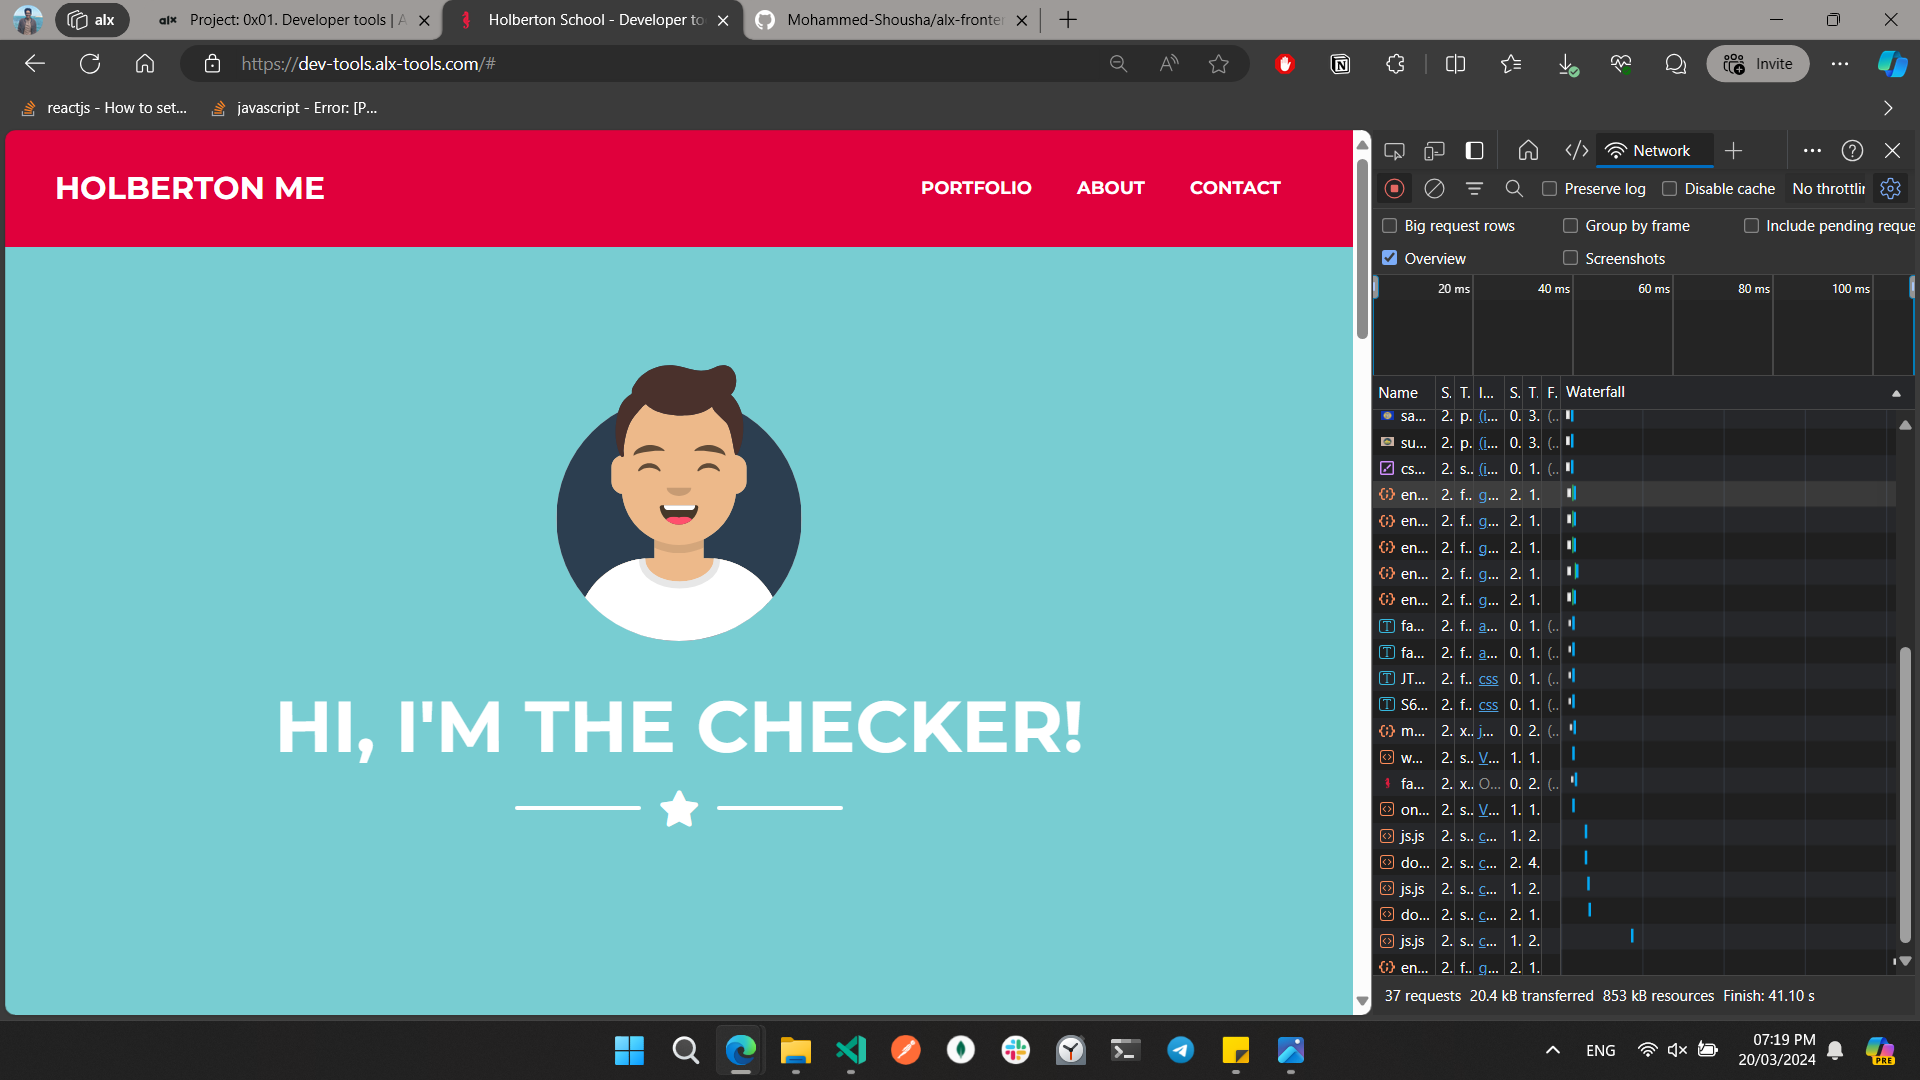 alx
alx Project: 0x01. Developer tools | A
Holberton School - Developer to
Mohammed-Shousha/alx-fronte
https://dev-tools.alx-tools.com/#
Invite
reactjs - How to set...
javascript - Error: [P...
HOLBERTON ME
PORTFOLIO
ABOUT
CONTACT
HI, I'M THE CHECKER!
Network
Preserve log
Disable cache
No throttlin
Big request rows
Group by frame
Include pending reque
Overview
Screenshots
20 ms
40 ms
60 ms
80 ms
100 ms
Name S. T. I... S. T. F. Waterfall
sa... 2. p. (i... 0. 3. (..
su... 2. p. (i... 0. 3. (..
cs... 2. s.. (i... 0. 1. (..
en... 2. f.. g... 2. 1.
en... 2. f.. g... 2. 1.
en... 2. f.. g... 2. 1.
en... 2. f.. g... 2. 1.
en... 2. f.. g... 2. 1.
fa... 2. f.. a... 0. 1. (..
fa... 2. f.. a... 0. 1. (..
JT... 2. f.. css 0. 1. (..
S6... 2. f.. css 0. 1. (..
m... 2. x.. j... 0. 2. (..
w... 2. s.. V... 1. 1.
fa... 2. x.. O... 0. 2. (..
on... 2. s.. V... 1. 1.
js.js 2. s.. c... 1. 2.
do... 2. s.. c... 2. 4.
js.js 2. s.. c... 1. 2.
do... 2. s.. c... 2. 1.
js.js 2. s.. c... 1. 2.
en... 2. f.. g... 2. 1.
37 requests 20.4 kB transferred 853 kB resources Finish: 41.10 s
ENG
07:19 PM
20/03/2024
PRE